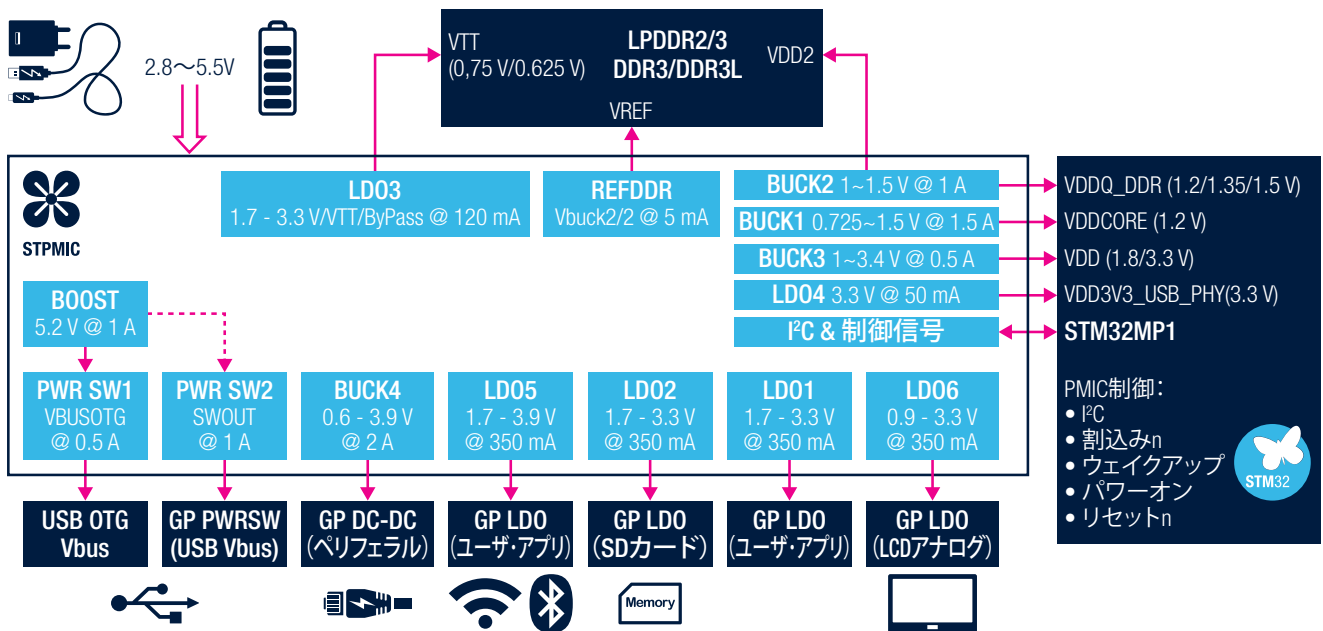 2.8～5.5V
VTT
(0,75 V/0.625 V)
LPDDR2/3
DDR3/DDR3L
VDD2
VREF
STPMIC
LDO3
1.7 - 3.3 V/VTT/ByPass @ 120 mA
REFDDR
Vbuck2/2 @ 5 mA
BUCK2 1~1.5 V @ 1 A
BUCK1 0.725~1.5 V @ 1.5 A
BUCK3 1~3.4 V @ 0.5 A
LDO4 3.3 V @ 50 mA
I²C & 制御信号
VDDQ_DDR (1.2/1.35/1.5 V)
VDDCORE (1.2 V)
VDD (1.8/3.3 V)
VDD3V3_USB_PHY(3.3 V)
STM32MP1
PMIC制御：
• I²C
• 割込みn
• ウェイクアップ
• パワーオン
• リセットn
STM32
BOOST
5.2 V @ 1 A
PWR SW1
VBUSOTG
@ 0.5 A
PWR SW2
SWOUT
@ 1 A
BUCK4
0.6 - 3.9 V
@ 2 A
LDO5
1.7 - 3.9 V
@ 350 mA
LDO2
1.7 - 3.3 V
@ 350 mA
LDO1
1.7 - 3.3 V
@ 350 mA
LDO6
0.9 - 3.3 V
@ 350 mA
USB OTG
Vbus
GP PWRSW
(USB Vbus)
GP DC-DC
(ペリフェラル)
GP LDO
(ユーザ・アプリ)
GP LDO
(SDカード)
GP LDO
(ユーザ・アプリ)
GP LDO
(LCDアナログ)
Memory